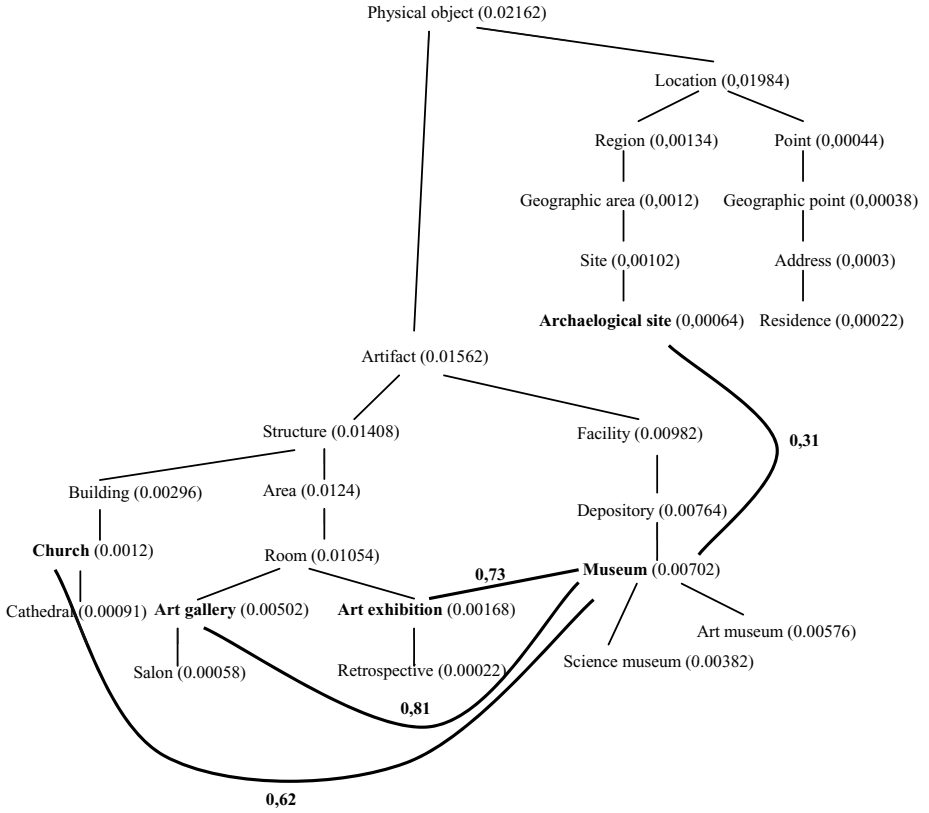 Physical object (0.02162)
Location (0,01984)
Region (0,00134)
Point (0,00044)
Geographic area (0,0012)
Geographic point (0,00038)
Site (0,00102)
Address (0,0003)
Archaelogical site (0,00064)
Residence (0,00022)
Artifact (0.01562)
Structure (0.01408)
Facility (0.00982)
0,31
Building (0.00296)
Area (0.0124)
Depository (0.00764)
Church (0.0012)
Room (0.01054)
Museum (0.00702)
0,73
Cathedral (0.00091)
Art gallery (0.00502)
Art exhibition (0.00168)
Art museum (0.00576)
Science museum (0.00382)
Salon (0.00058)
Retrospective (0.00022)
0,81
0,62